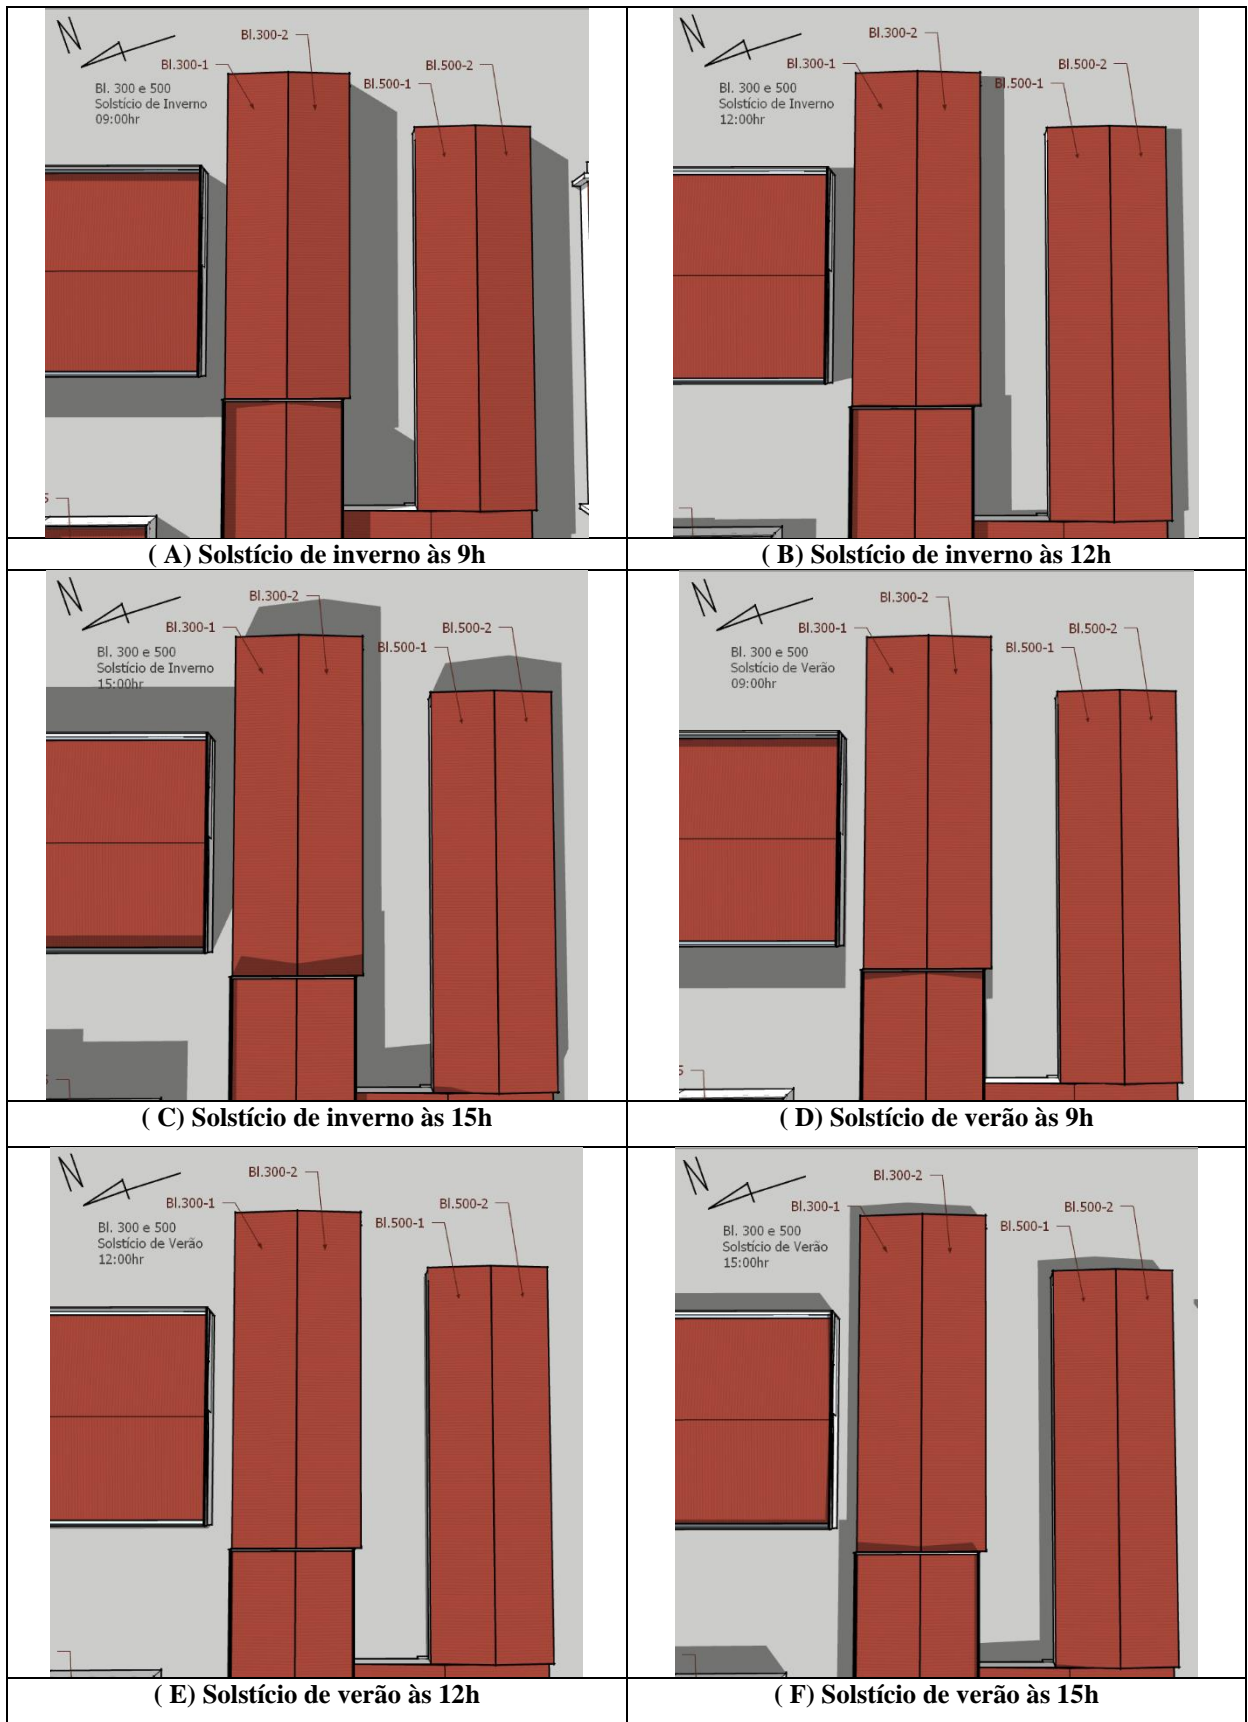 N
Bl.300-2
Bl.300-1
Bl.500-2
Bl.500-1
Bl. 300 e 500
Solstício de Inverno
09:00hr
5
( A) Solstício de inverno às 9h
N
Bl.300-2
Bl.300-1
Bl.500-2
Bl.500-1
Bl. 300 e 500
Solstício de Inverno
12:00hr
( B) Solstício de inverno às 12h
N
Bl.300-2
Bl.300-1
Bl.500-2
Bl.500-1
Bl. 300 e 500
Solstício de Inverno
15:00hr
5
( C) Solstício de inverno às 15h
N
Bl.300-2
Bl.300-1
Bl.500-2
Bl.500-1
Bl. 300 e 500
Solstício de Verão
09:00hr
5
( D) Solstício de verão às 9h
N
Bl.300-2
Bl.300-1
Bl.500-2
Bl.500-1
Bl. 300 e 500
Solstício de Verão
12:00hr
( E) Solstício de verão às 12h
N
Bl.300-2
Bl.300-1
Bl.500-2
Bl.500-1
Bl. 300 e 500
Solstício de Verão
15:00hr
( F) Solstício de verão às 15h